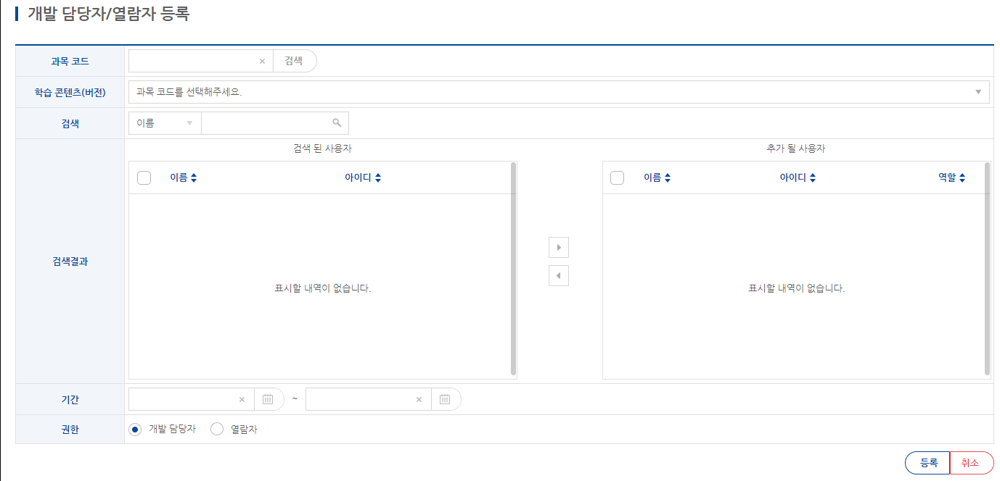 개발 담당자/열람자 등록
과목 코드 × 검색
학습 콘텐츠(버전) 과목 코드를 선택해주세요.
검색 이름
검색 된 사용자 추가 될 사용자
이름 아이디 이름 아이디 역할
검색결과
표시할 내역이 없습니다. 표시할 내역이 없습니다.
기간 × ~ ×
권한 개발 담당자 열람자
등록 취소